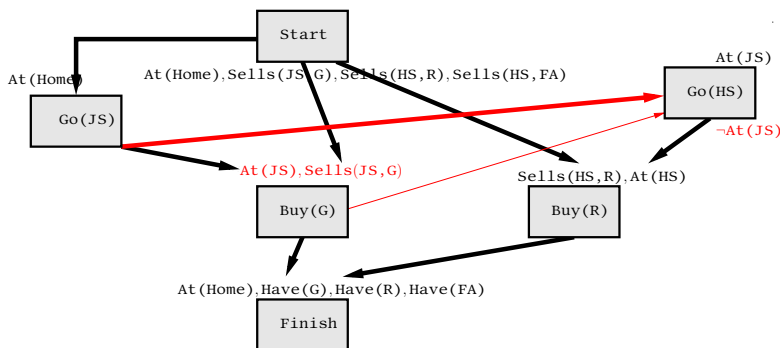 Start
At(JS)
At(Home)
At(Home),Sells(JS,G),Sells(HS,R),Sells(HS,FA)
Go(HS)
Go(JS)
¬At(JS)
At(JS),Sells(JS,G)
Sells(HS,R),At(HS)
Buy(G)
Buy(R)
At(Home),Have(G),Have(R),Have(FA)
Finish